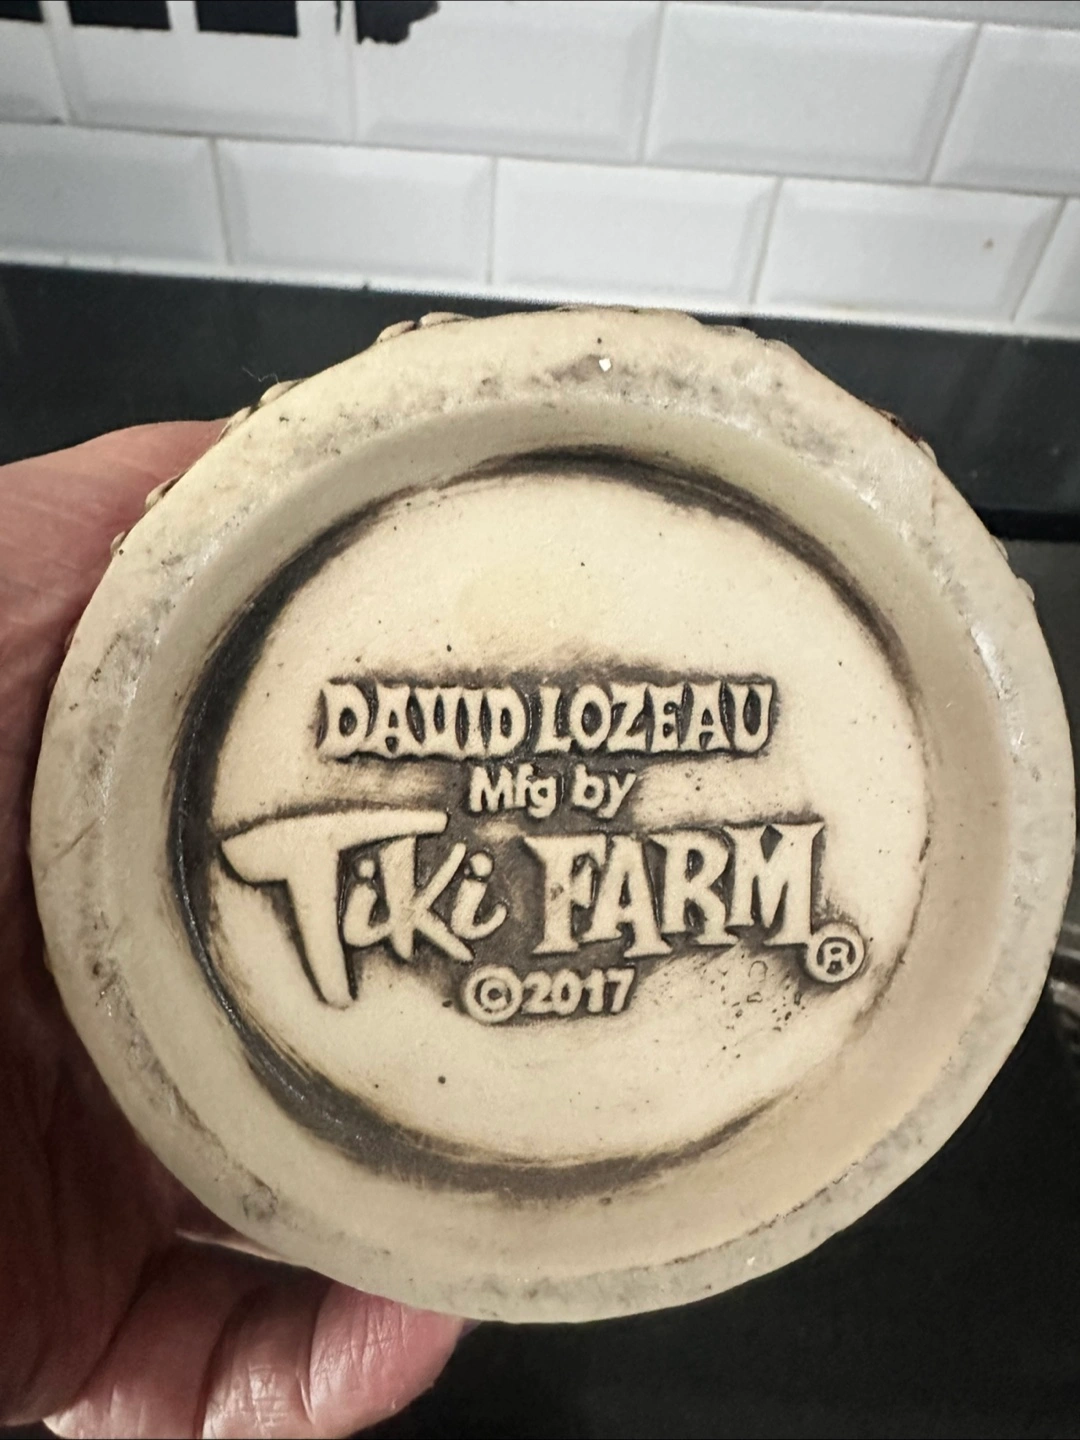 DAVID LOZEAU
Mfg by
TiKi FARM®
©2017